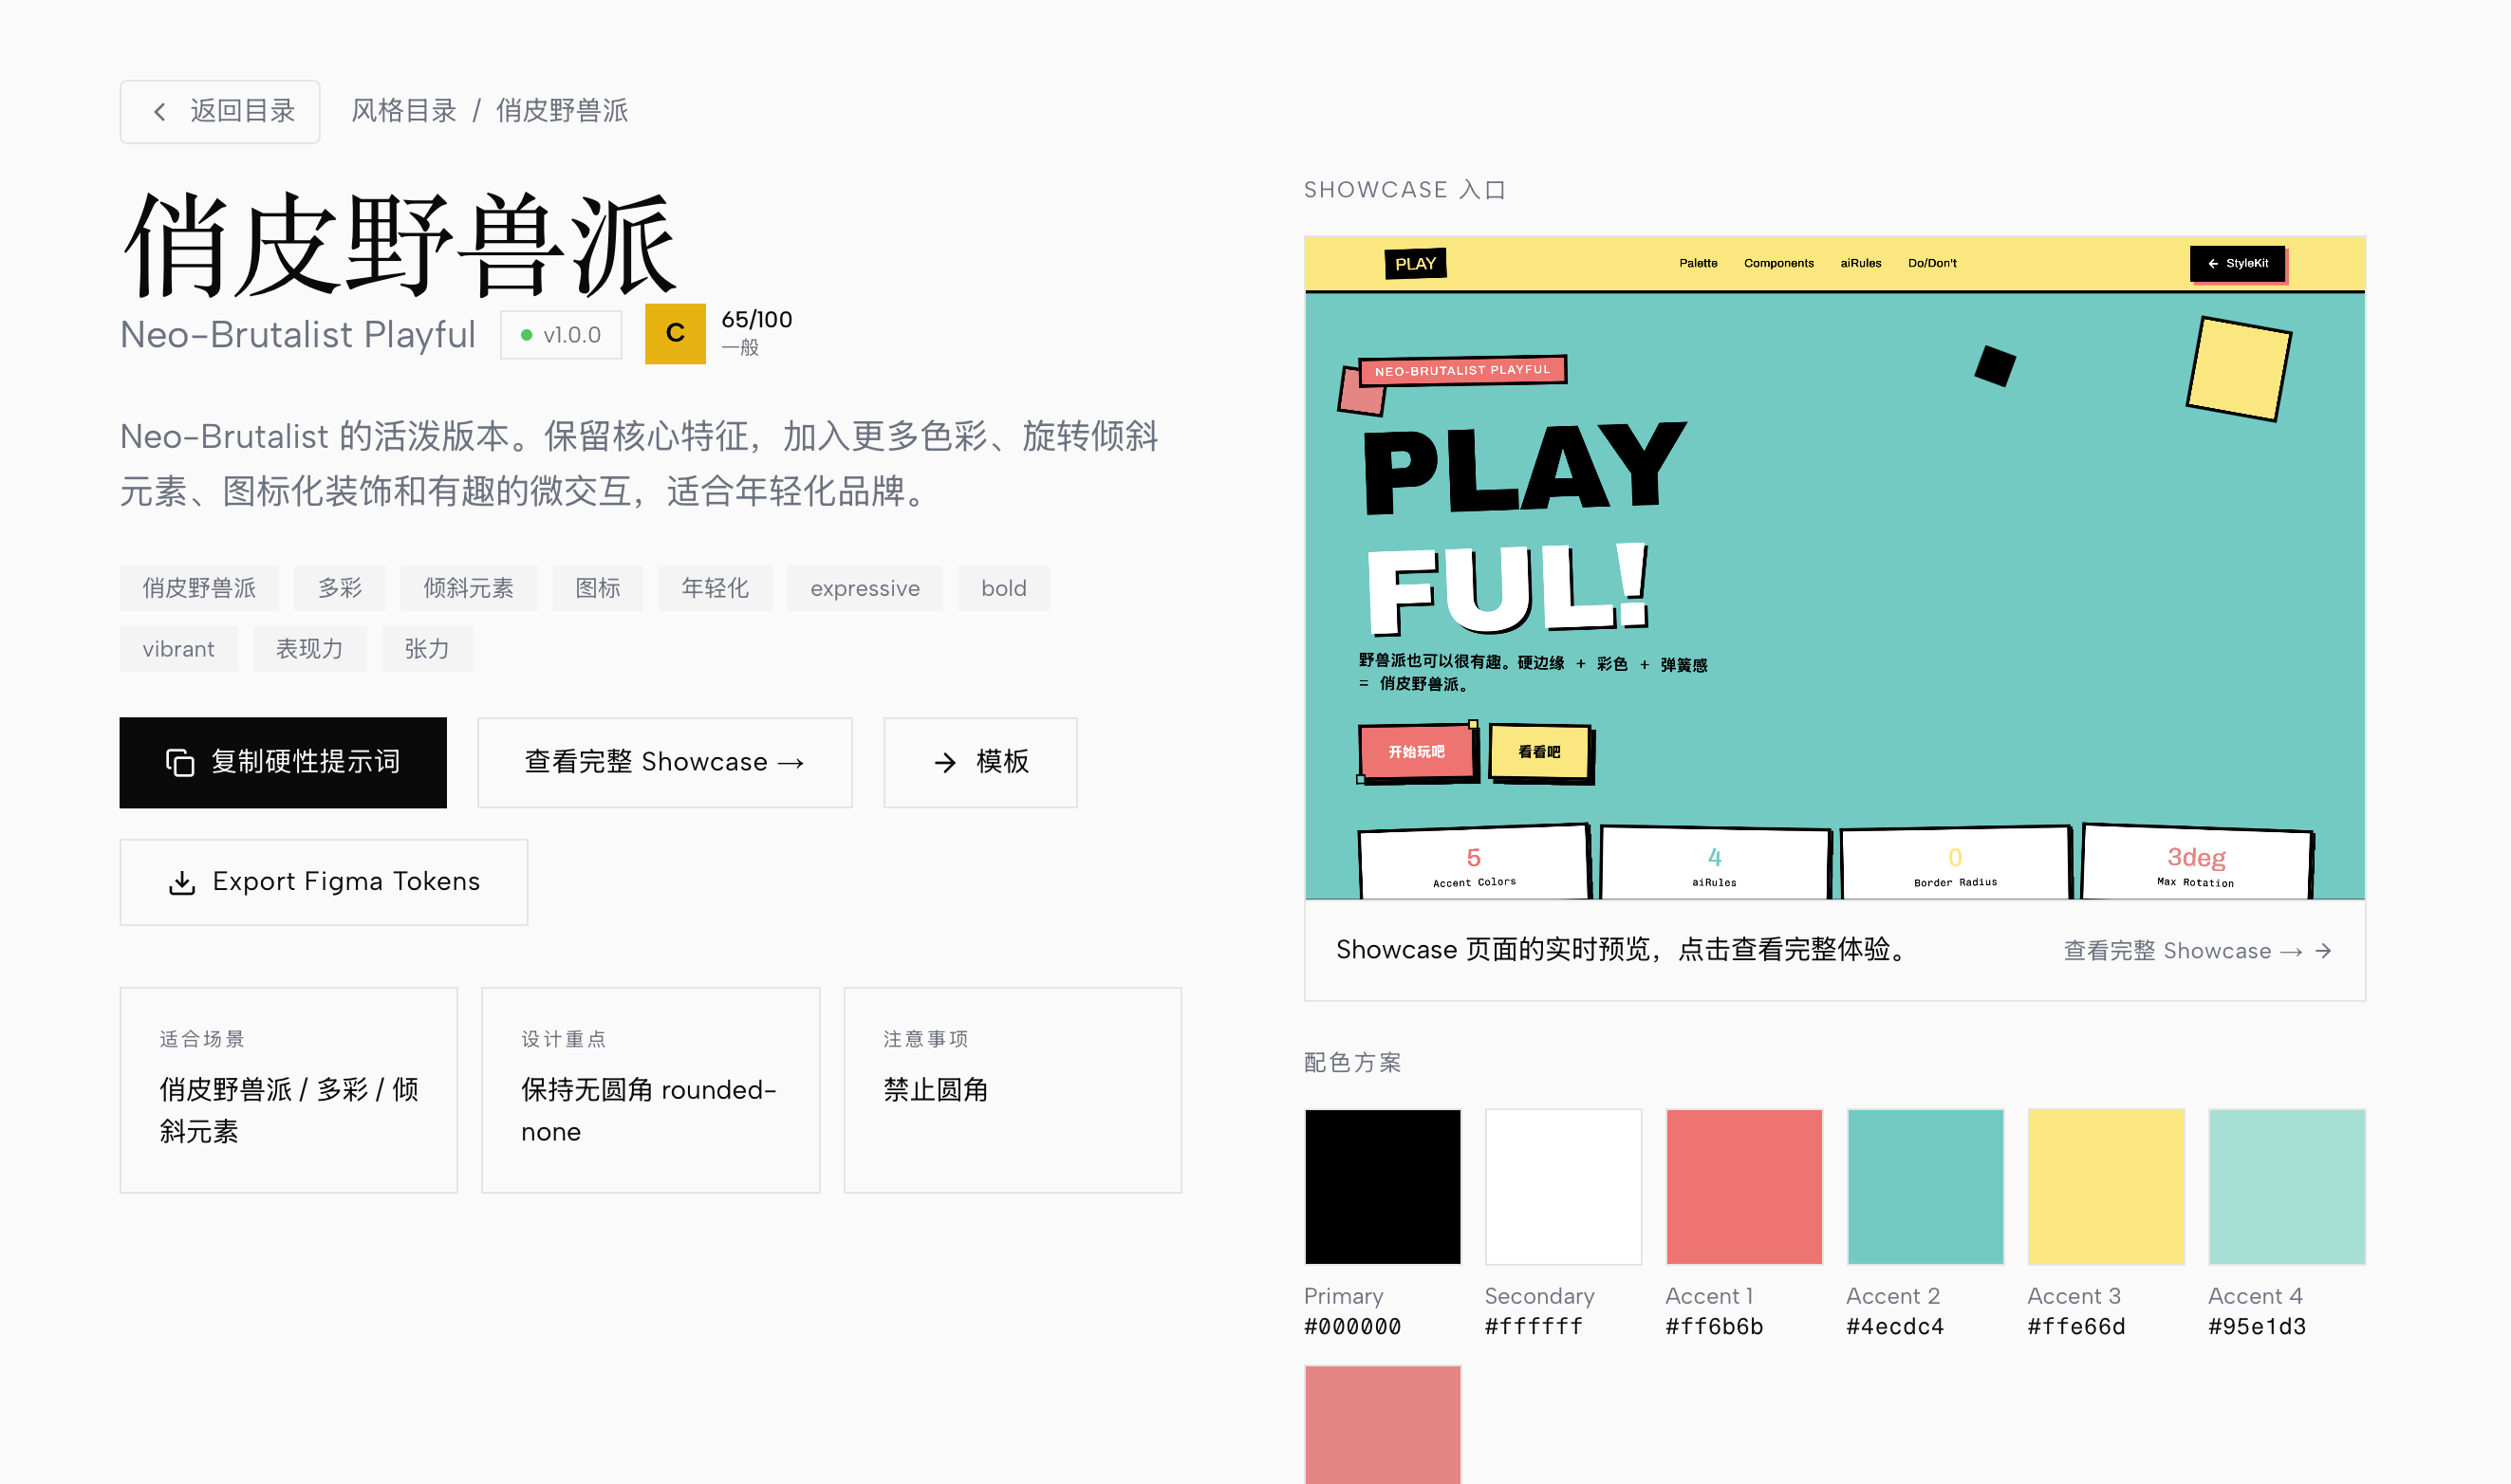 返回目录
风格目录 / 俏皮野兽派
俏皮野兽派
Neo-Brutalist Playful
v1.0.0
C
65/100
一般
Neo-Brutalist 的活泼版本。保留核心特征，加入更多色彩、旋转倾斜
元素、图标化装饰和有趣的微交互，适合年轻化品牌。
俏皮野兽派
多彩
倾斜元素
图标
年轻化
expressive
bold
vibrant
表现力
张力
复制硬性提示词
查看完整 Showcase →
模板
Export Figma Tokens
适合场景
俏皮野兽派 / 多彩 / 倾
斜元素
设计重点
保持无圆角 rounded-
none
注意事项
禁止圆角
SHOWCASE 入口
PLAY
Palette
Components
aiRules
Do/Don't
← StyleKit
NEO-BRUTALIST PLAYFUL
PLAY
FUL!
野兽派也可以很有趣。硬边缘 + 彩色 + 弹簧感
= 俏皮野兽派。
开始玩吧
看看吧
5
Accent Colors
4
aiRules
0
Border Radius
3deg
Max Rotation
Showcase 页面的实时预览，点击查看完整体验。
查看完整 Showcase → →
配色方案
Primary
#000000
Secondary
#ffffff
Accent 1
#ff6b6b
Accent 2
#4ecdc4
Accent 3
#ffe66d
Accent 4
#95e1d3